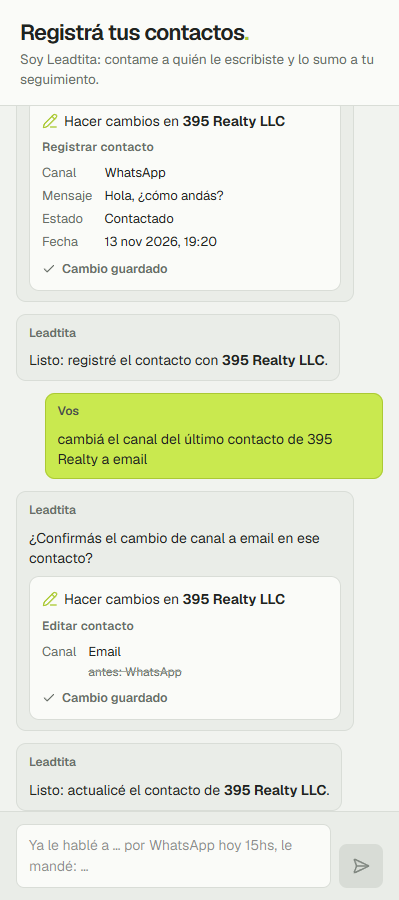 Registrá tus contactos.
Soy Leadtita: contame a quién le escribiste y lo sumo a tu
seguimiento.
Hacer cambios en 395 Realty LLC
Registrar contacto
Canal WhatsApp
Mensaje Hola, ¿cómo andás?
Estado Contactado
Fecha 13 nov 2026, 19:20
Cambio guardado
Leadtita
Listo: registré el contacto con 395 Realty LLC.
Vos
cambiá el canal del último contacto de 395
Realty a email
Leadtita
¿Confirmás el cambio de canal a email en ese
contacto?
Hacer cambios en 395 Realty LLC
Editar contacto
Canal Email
antes: WhatsApp
Cambio guardado
Leadtita
Listo: actualicé el contacto de 395 Realty LLC.
Ya le hablé a … por WhatsApp hoy 15hs, le
mandé: …